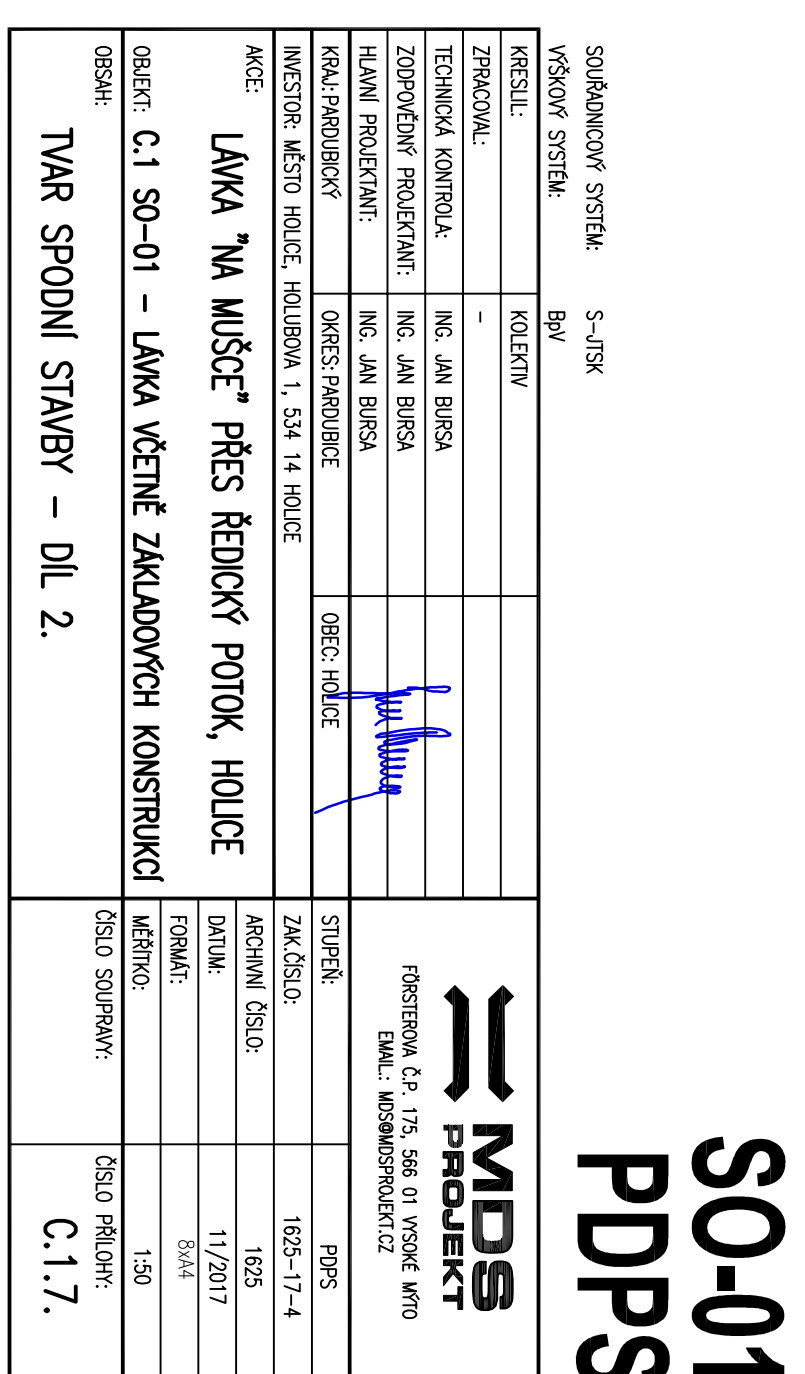 SO-01
PDPS
SOUŘADNICOVÝ SYSTÉM: S-JTSK
VÝŠKOVÝ SYSTÉM: BpV
KRESLIL: KOLEKTIV
ZPRACOVAL: -
TECHNICKÁ KONTROLA: ING. JAN BURSA
ZODPOVĚDNÝ PROJEKTANT: ING. JAN BURSA
HLAVNÍ PROJEKTANT: ING. JAN BURSA
MDS
PROJEKT
FÖRSTEROVA Č.P. 175, 566 01 VYSOKÉ MÝTO
EMAIL.: MDS@MDSPROJEKT.CZ
KRAJ: PARDUBICKÝ OKRES: PARDUBICE OBEC: HOLICE
INVESTOR: MĚSTO HOLICE, HOLUBOVA 1, 534 14 HOLICE
AKCE:
LÁVKA "NA MUŠCE" PŘES ŘEDICKÝ POTOK, HOLICE
OBJEKT: C.1 SO-01 - LÁVKA VČETNĚ ZÁKLADOVÝCH KONSTRUKCÍ
OBSAH:
TVAR SPODNÍ STAVBY - DÍL 2.
STUPEŇ: PDPS
ZAK.ČÍSLO: 1625-17-4
ARCHIVNÍ ČÍSLO: 1625
DATUM: 11/2017
FORMÁT: 8xA4
MĚŘÍTKO: 1:50
ČÍSLO SOUPRAVY: ČÍSLO PŘÍLOHY:
C.1.7.